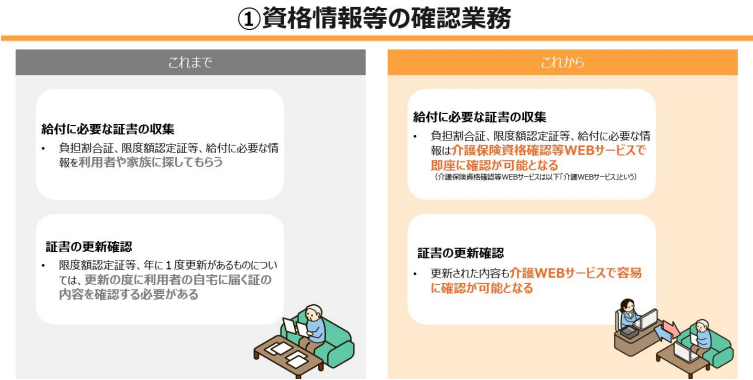 ①資格情報等の確認業務
これまで
給付に必要な証書の収集
• 負担割合証、限度額認定証等、給付に必要な情
報を利用者や家族に探してもらう
証書の更新確認
• 限度額認定証等、年に１度更新があるものについ
ては、更新の度に利用者の自宅に届く証の
内容を確認する必要がある
これから
給付に必要な証書の収集
• 負担割合証、限度額認定証等、給付に必要な情
報は介護保険資格確認等WEBサービスで
即座に確認が可能となる
（介護保険資格確認等WEBサービスは以下「介護WEBサービス」という）
証書の更新確認
• 更新された内容も介護WEBサービスで容易
に確認が可能となる